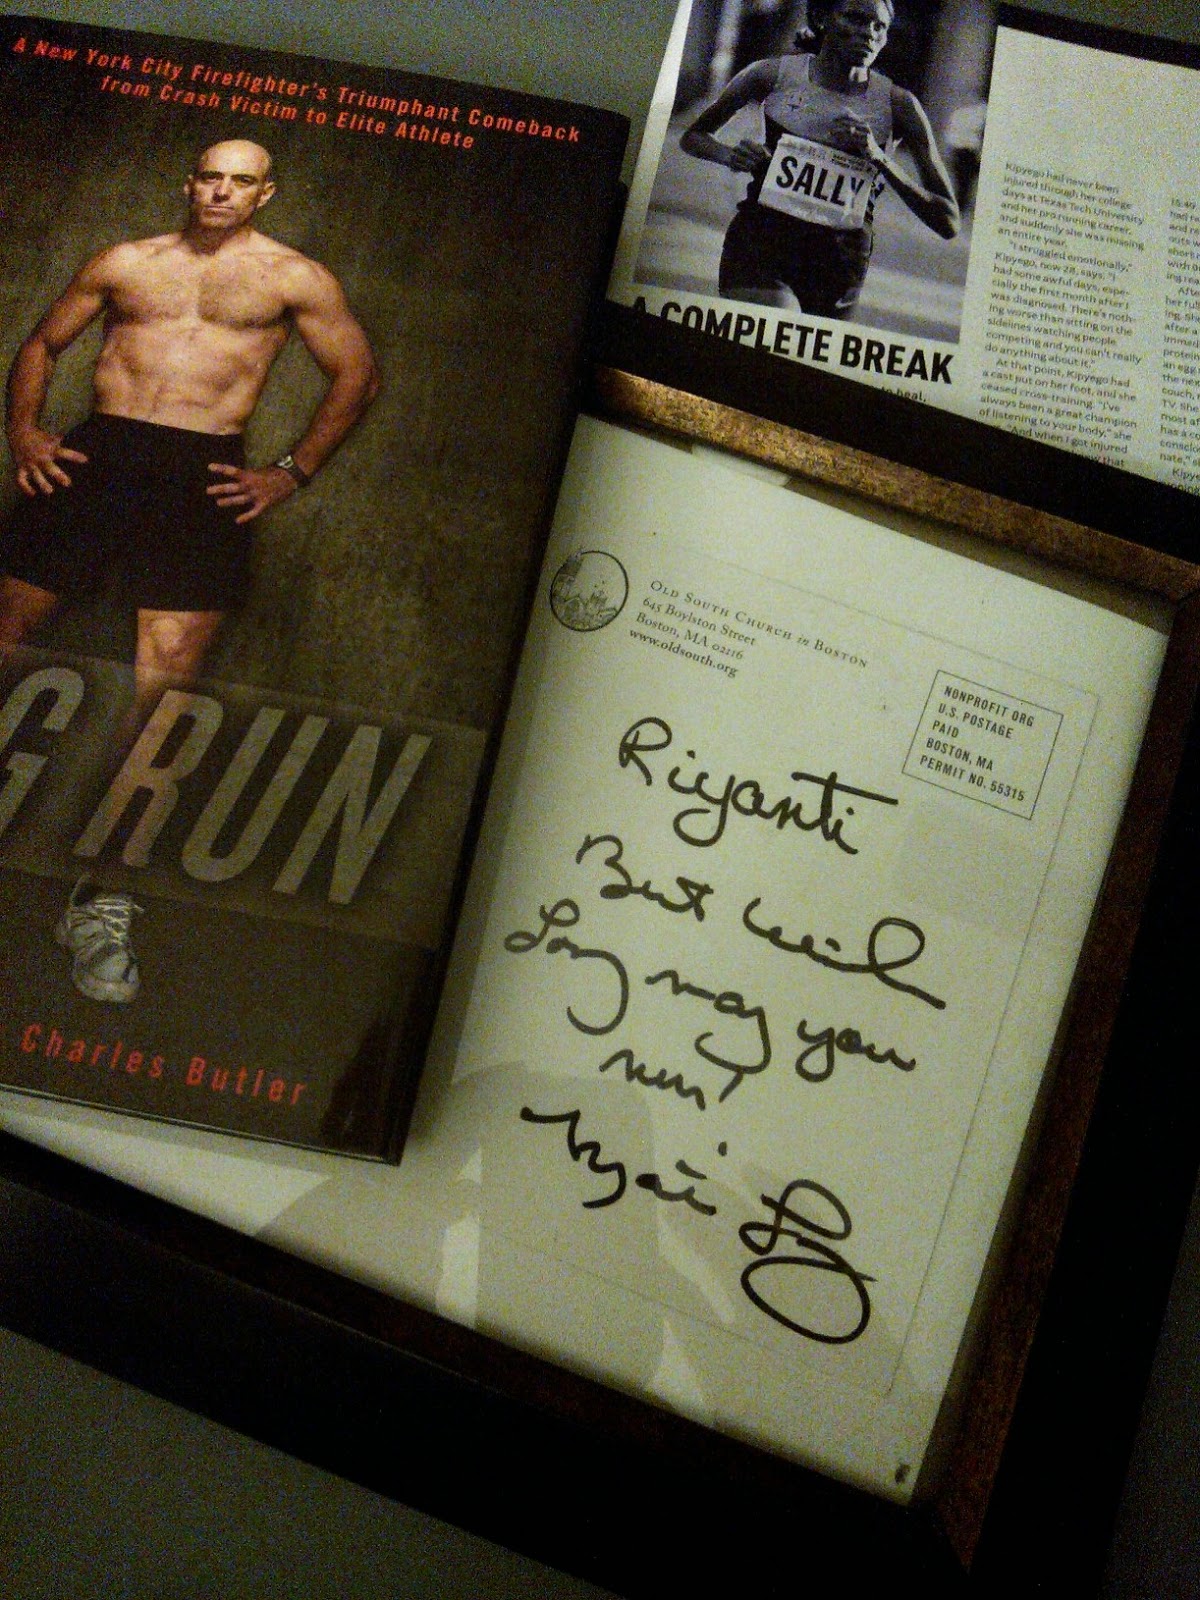 A New York City Firefighter's Triumphant Comeback
from Crash Victim to Elite Athlete
G RUN
Charles Butler
SALLY
A COMPLETE BREAK
to heal.
Kipyego had never been
injured through her college
days at Texas Tech University
and her pro running career,
and suddenly she was missing
an entire year.
"I struggled emotionally,"
Kipyego, now 28, says. "I
had some awful days, espe-
cially the first month after I
was diagnosed. There's noth-
ing worse than sitting on the
sidelines watching people
competing and you can't really
do anything about it."
At that point, Kipyego had
a cast put on her foot, and she
ceased cross-training. "I've
always been a great champion
of listening to your body," she
"And when I got injured
that
OLD SOUTH CHURCH in BOSTON
645 Boylston Street
Boston, MA 02116
www.oldsouth.org
NONPROFIT ORG
U.S. POSTAGE
PAID
BOSTON, MA
PERMIT NO. 55315
Riyanti
Best Wish
Long may you
run!